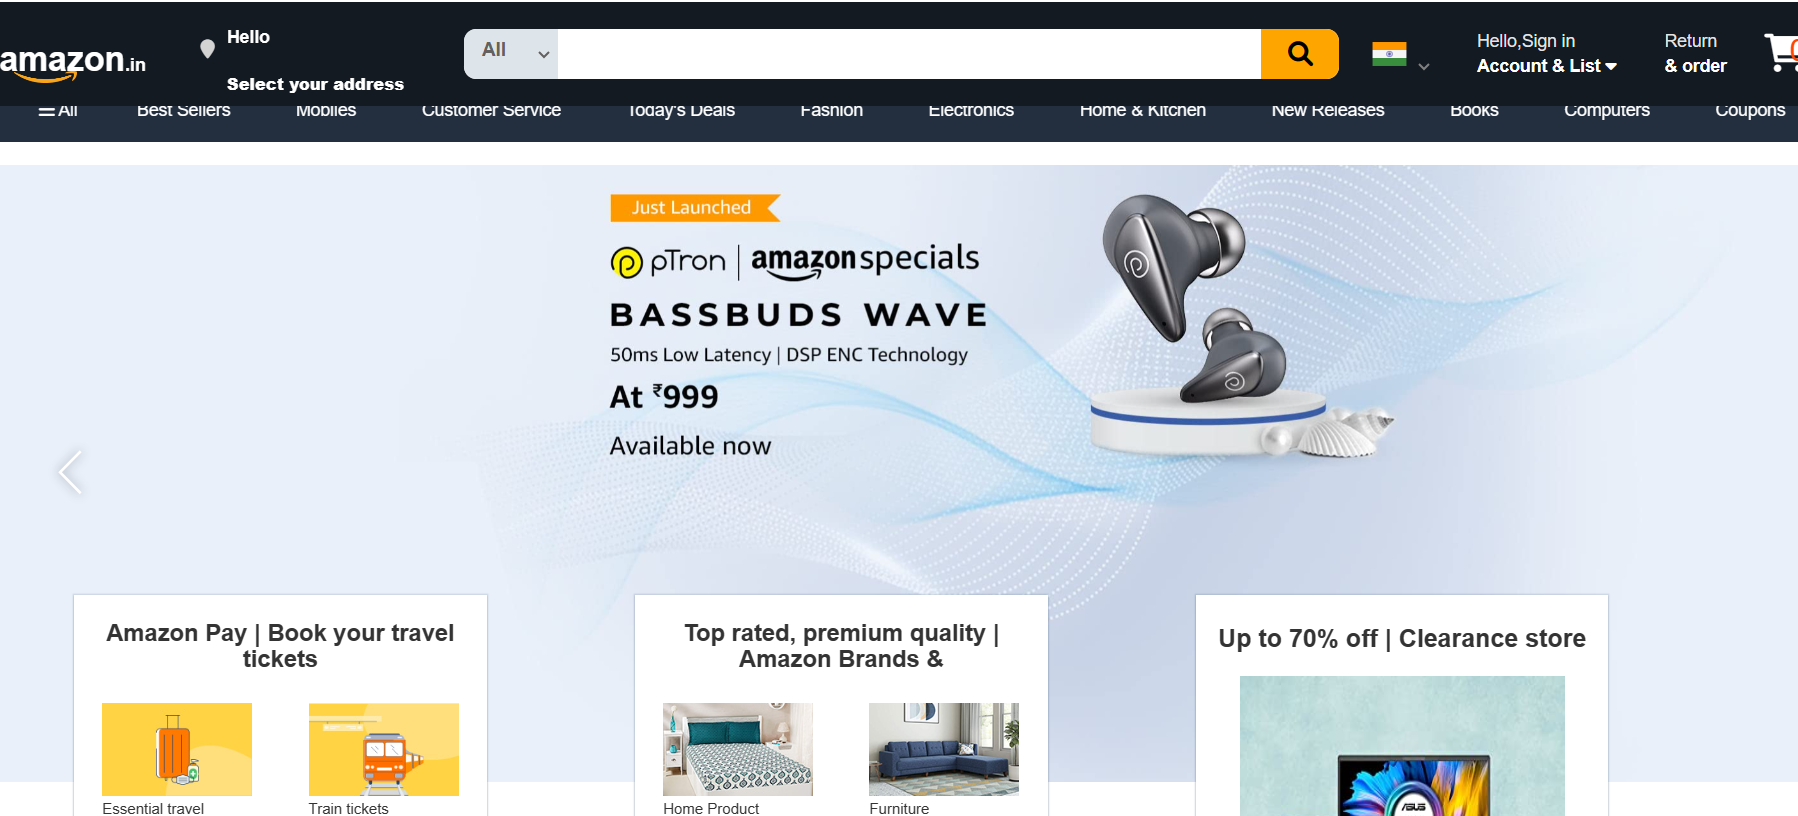 amazon.in
Hello
Select your address
All
Hello,Sign in
Account & List
Return
& order
All
Best Sellers
Mobiles
Customer Service
Today's Deals
Fashion
Electronics
Home & Kitchen
New Releases
Books
Computers
Coupons
Just Launched
pTron | amazon specials
BASSBUDS WAVE
50ms Low Latency | DSP ENC Technology
At ₹999
Available now
Amazon Pay | Book your travel
tickets
Essential travel
Train tickets
Top rated, premium quality |
Amazon Brands &
Home Product
Furniture
Up to 70% off | Clearance store
ASUS